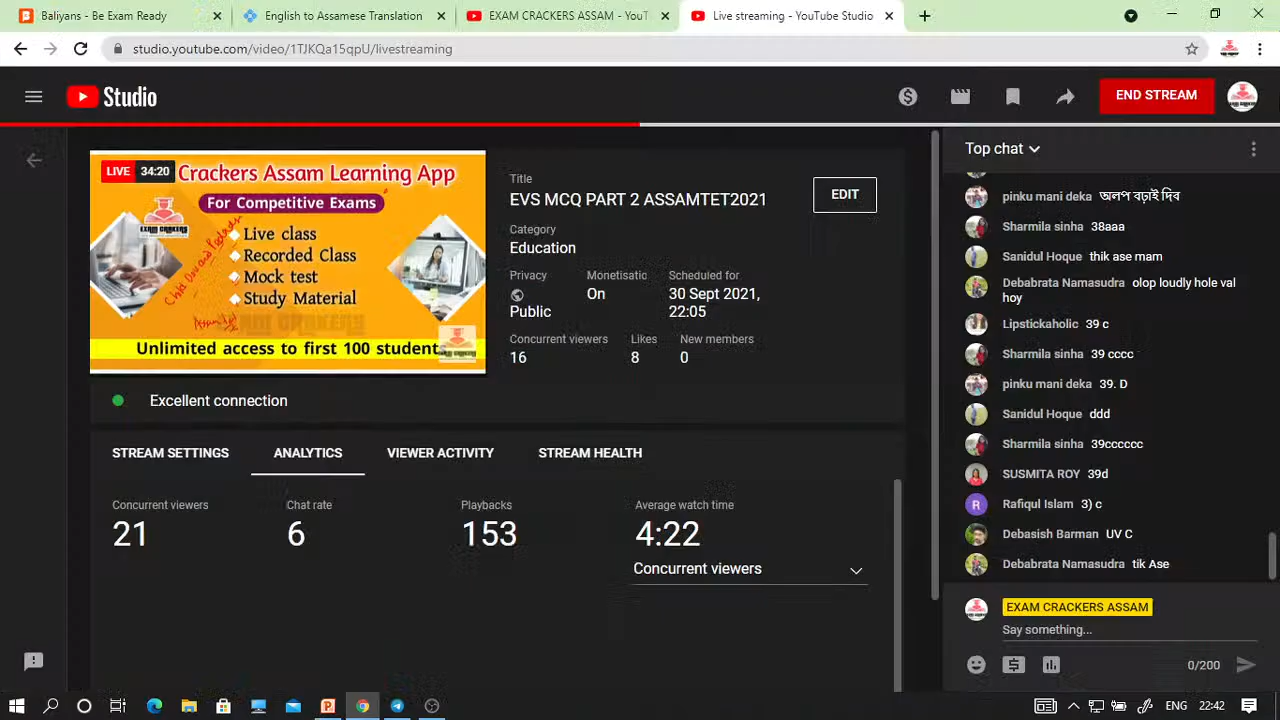 Baliyans - Be Exam Ready
English to Assamese Translation
EXAM CRACKERS ASSAM - YouT
Live streaming - YouTube Studio
studio.youtube.com/video/1TJKQa15qpU/livestreaming
Studio
END STREAM
LIVE 34:20
Crackers Assam Learning App
For Competitive Exams
Live class
Recorded Class
Mock test
Study Material
Unlimited access to first 100 students
Title
EVS MCQ PART 2 ASSAMTET2021
EDIT
Category
Education
Privacy Monetisatic Scheduled for
Public On 30 Sept 2021,
22:05
Concurrent viewers Likes New members
16 8 0
Excellent connection
STREAM SETTINGS ANALYTICS VIEWER ACTIVITY STREAM HEALTH
Concurrent viewers Chat rate Playbacks Average watch time
21 6 153 4:22
Concurrent viewers
Top chat
pinku mani deka অলপ বঢ়াই দিব
Sharmila sinha 38aaa
Sanidul Hoque thik ase mam
Debabrata Namasudra olop loudly hole val
hoy
Lipstickaholic 39 c
Sharmila sinha 39 cccc
pinku mani deka 39. D
Sanidul Hoque ddd
Sharmila sinha 39cccccc
SUSMITA ROY 39d
R Rafiqul Islam 3) c
Debasish Barman UV C
Debabrata Namasudra tik Ase
EXAM CRACKERS ASSAM
Say something...
0/200
ENG 22:42